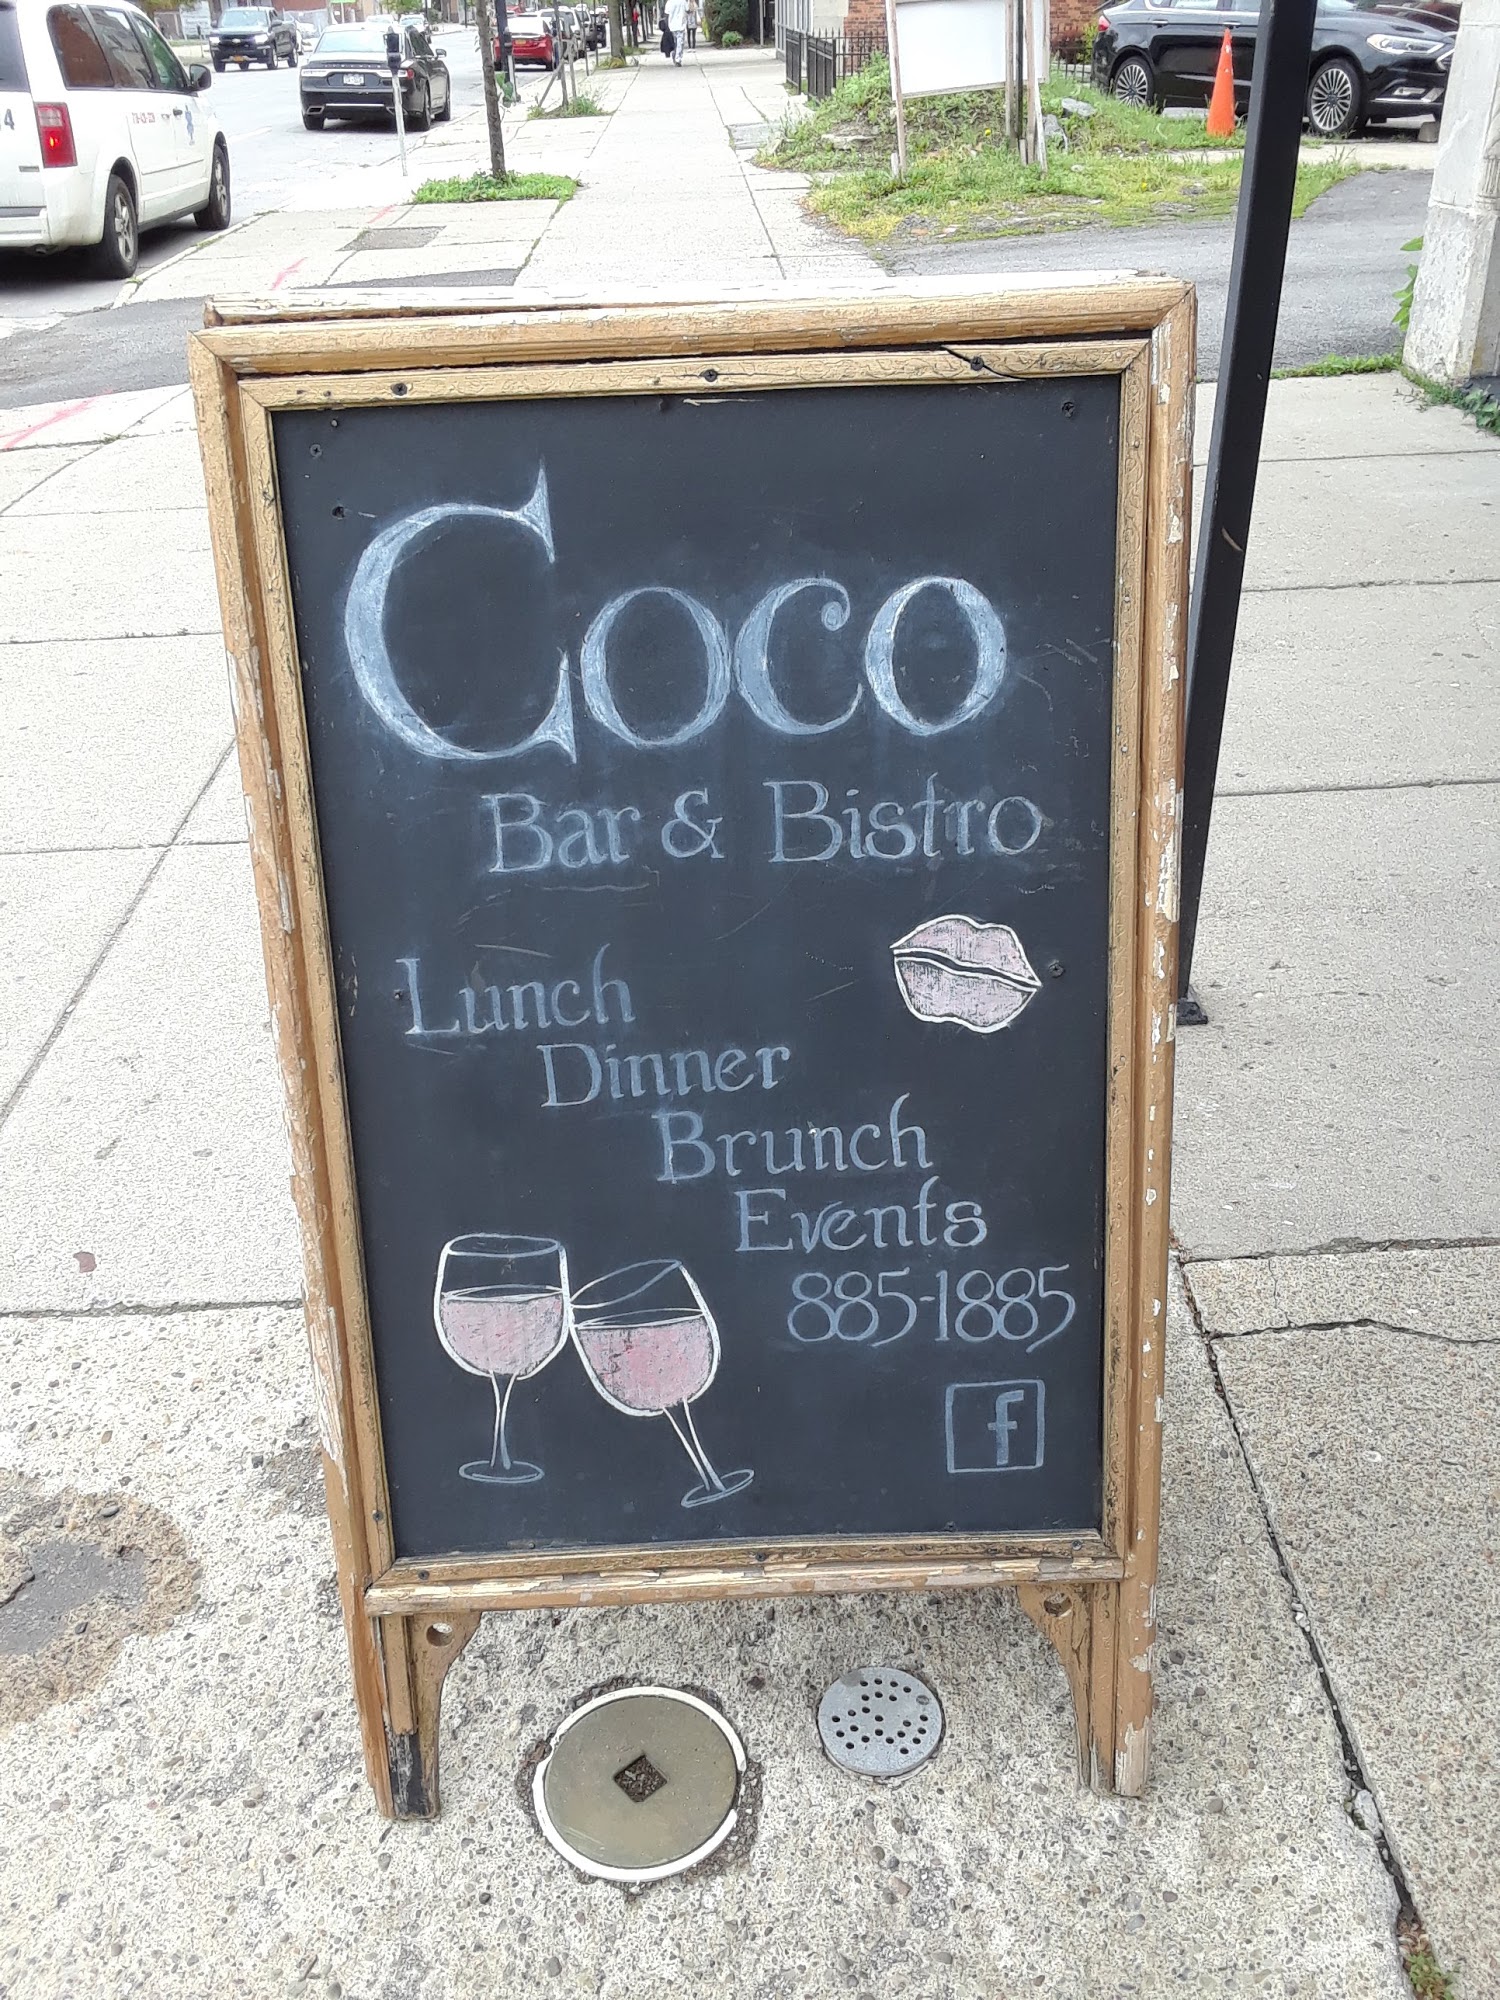 Coco
Bar & Bistro
Lunch
Dinner
Brunch
Events
885-1885
f